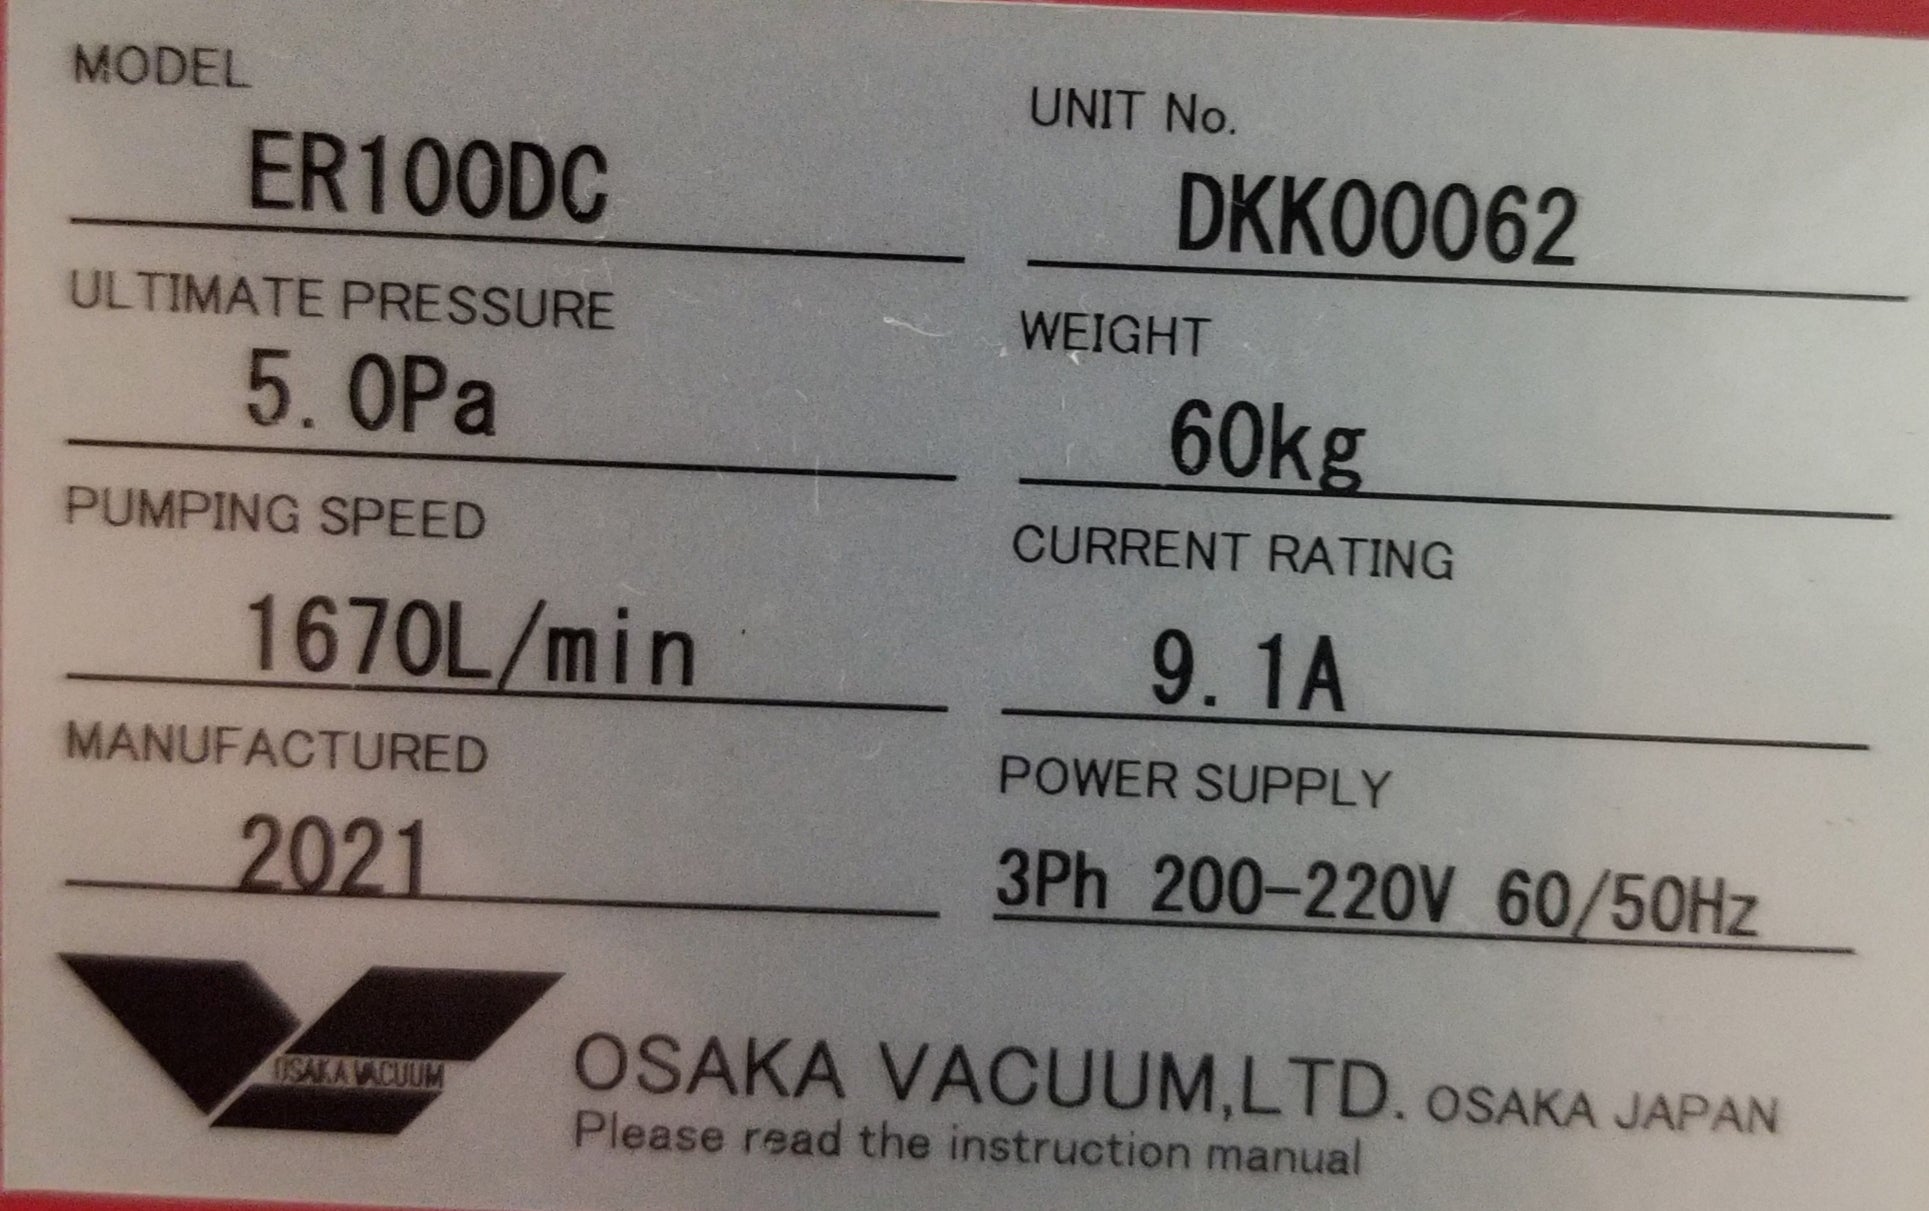 MODEL
ER100DC
UNIT No.
DKK00062
ULTIMATE PRESSURE
5.0Pa
WEIGHT
60kg
PUMPING SPEED
1670L/min
CURRENT RATING
9.1A
MANUFACTURED
2021
POWER SUPPLY
3Ph 200-220V 60/50Hz
OSAKA VACUUM
OSAKA VACUUM,LTD. OSAKA JAPAN
Please read the instruction manual